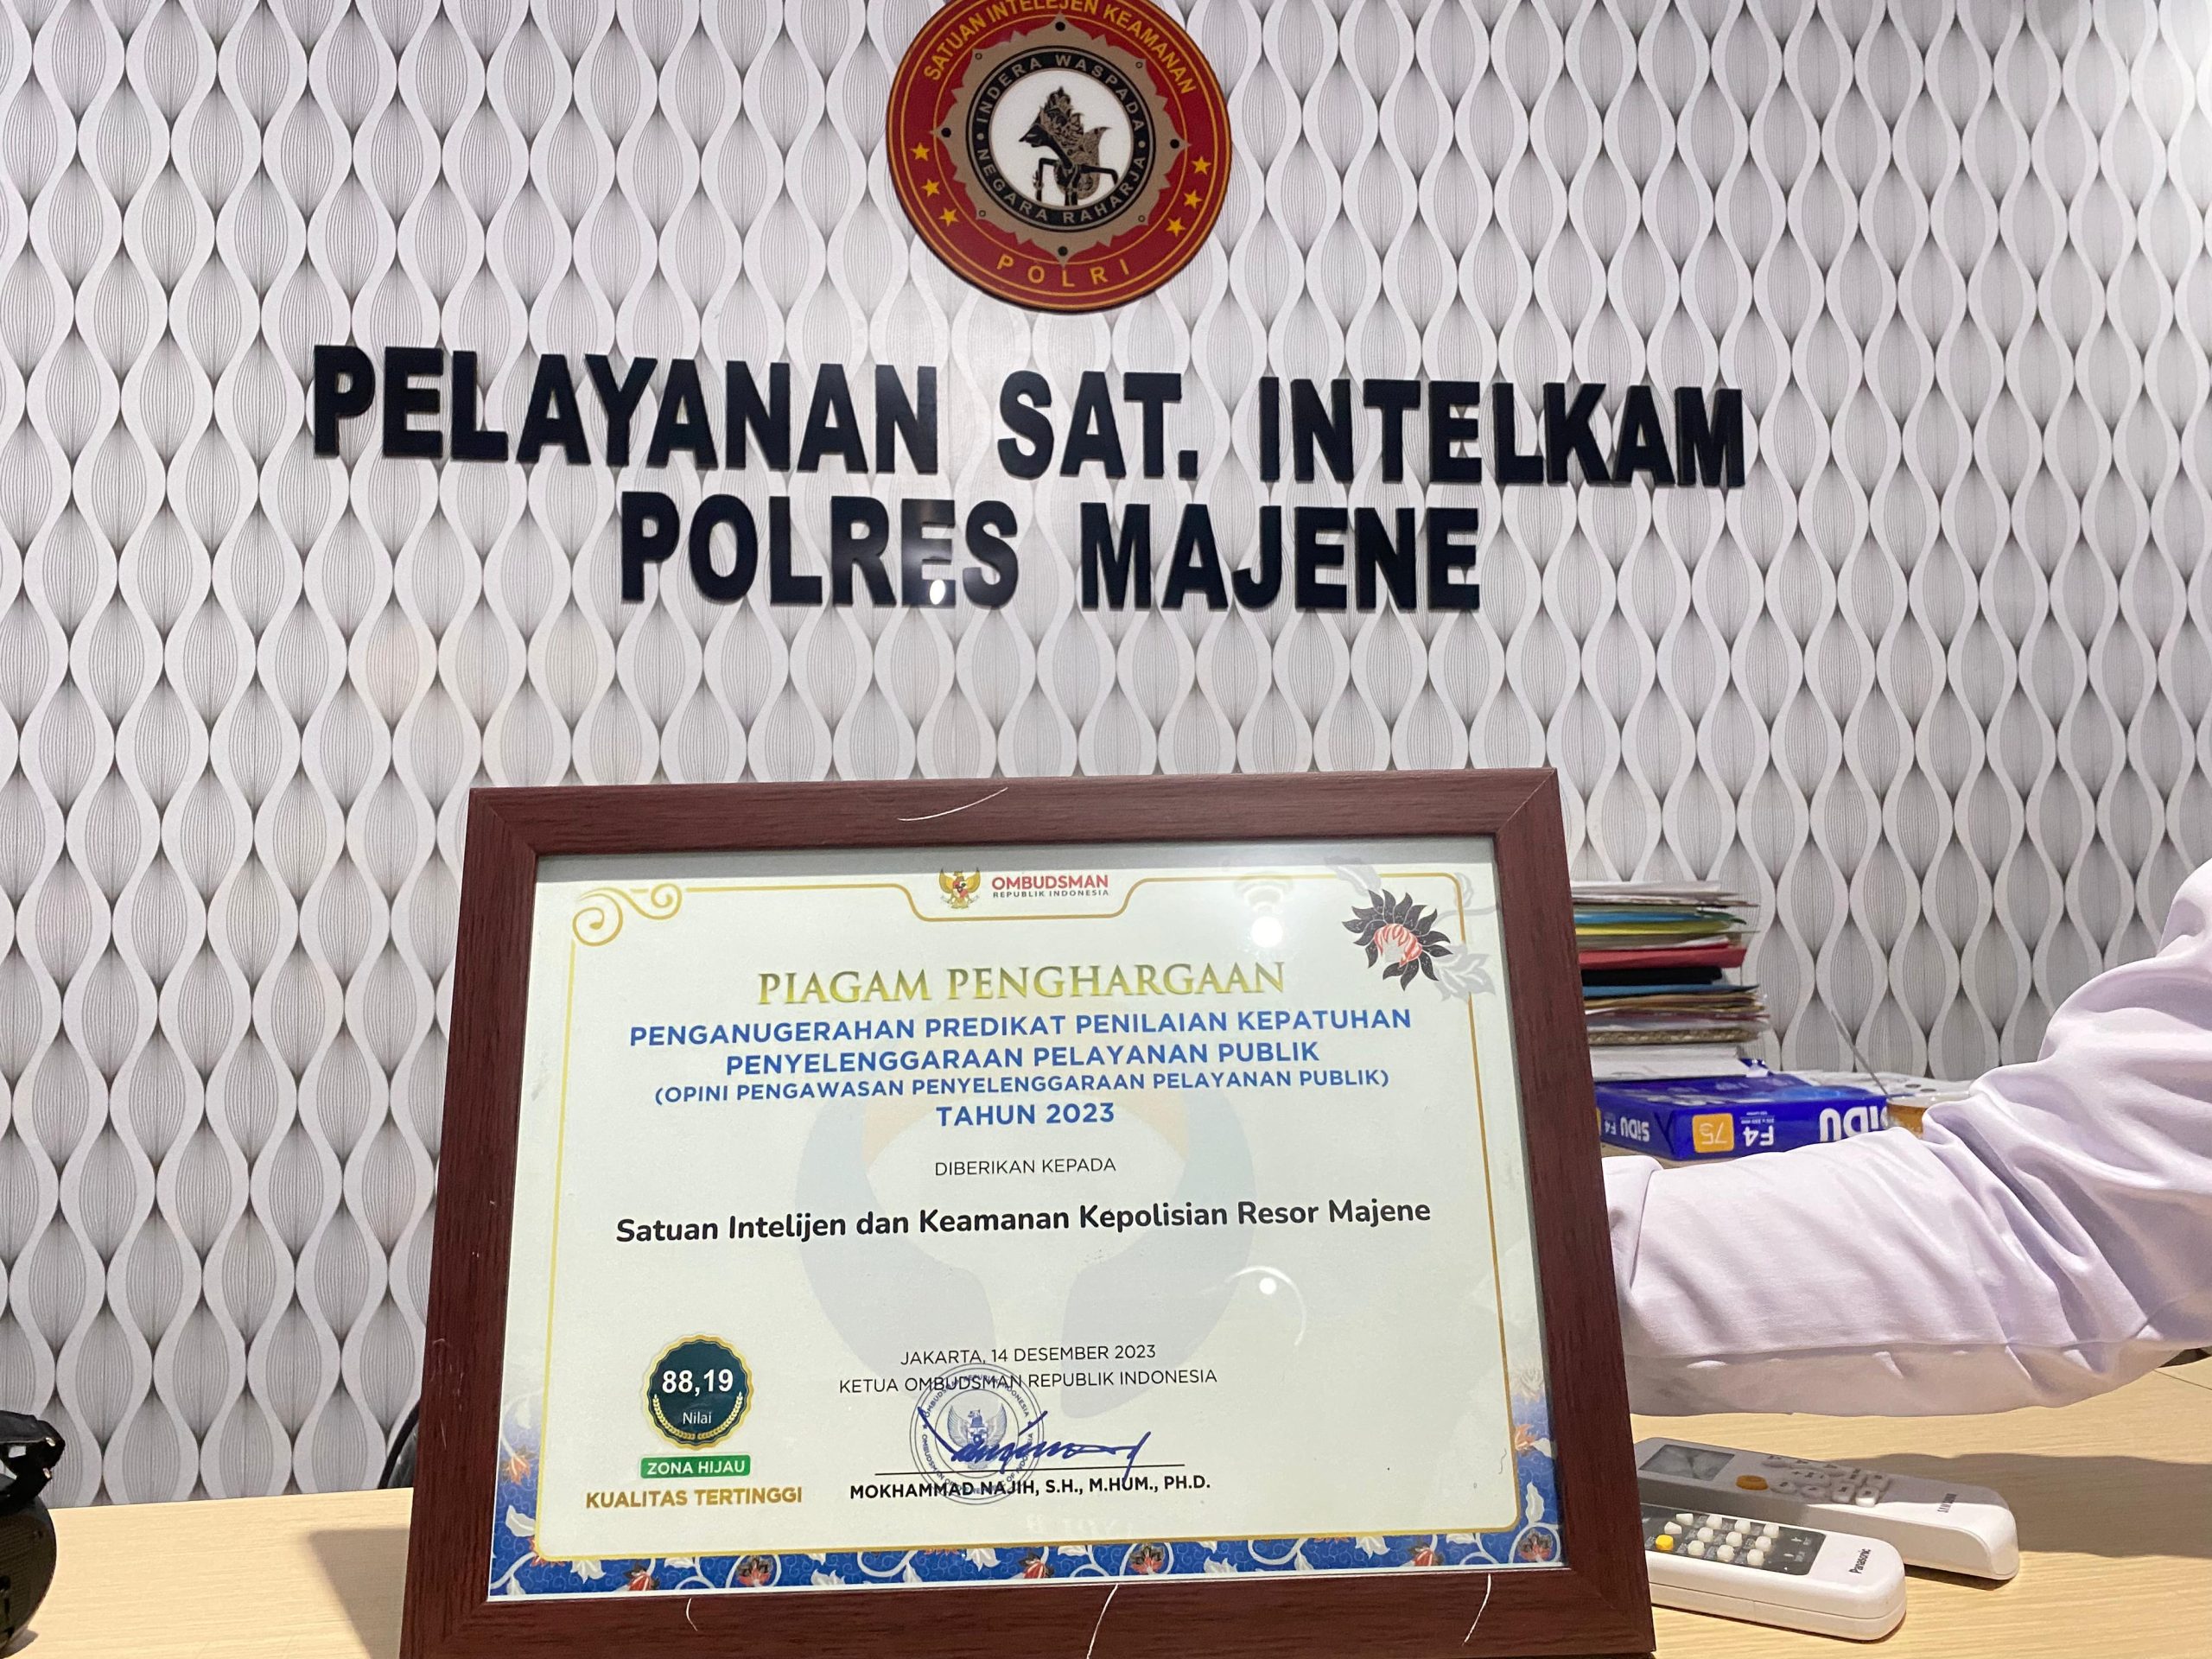 SATUAN INTELEJEN KEAMANAN
INDERA WASPADA
NEGARA RAHARJA
POLRI
PELAYANAN SAT. INTELKAM
POLRES MAJENE
OMBUDSMAN
REPUBLIK INDONESIA
PIAGAM PENGHARGAAN
PENGANUGERAHAN PREDIKAT PENILAIAN KEPATUHAN
PENYELENGGARAAN PELAYANAN PUBLIK
(OPINI PENGAWASAN PENYELENGGARAAN PELAYANAN PUBLIK)
TAHUN 2023
DIBERIKAN KEPADA
Satuan Intelijen dan Keamanan Kepolisian Resor Majene
JAKARTA, 14 DESEMBER 2023
KETUA OMBUDSMAN REPUBLIK INDONESIA
MOKHAMMAD NAJIH, S.H., M.HUM., PH.D.
88,19
Nilai
ZONA HIJAU
KUALITAS TERTINGGI
SiDU F4
75
F4
SiDU
Panasonic